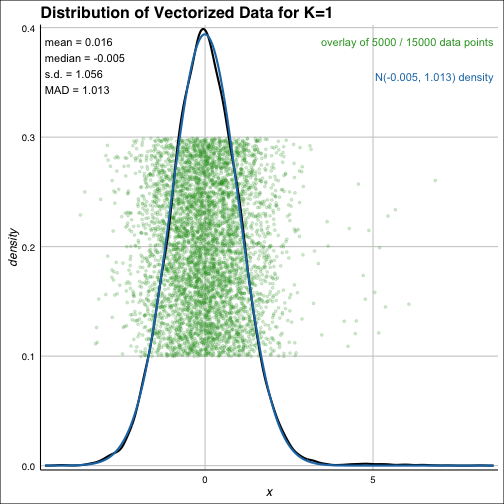 Distribution of Vectorized Data for K=1
mean = 0.016
median = -0.005
s.d. = 1.056
MAD = 1.013
overlay of 5000 / 15000 data points
N(-0.005, 1.013) density
0.4
0.3
0.2
0.1
0.0
density
0
5
x